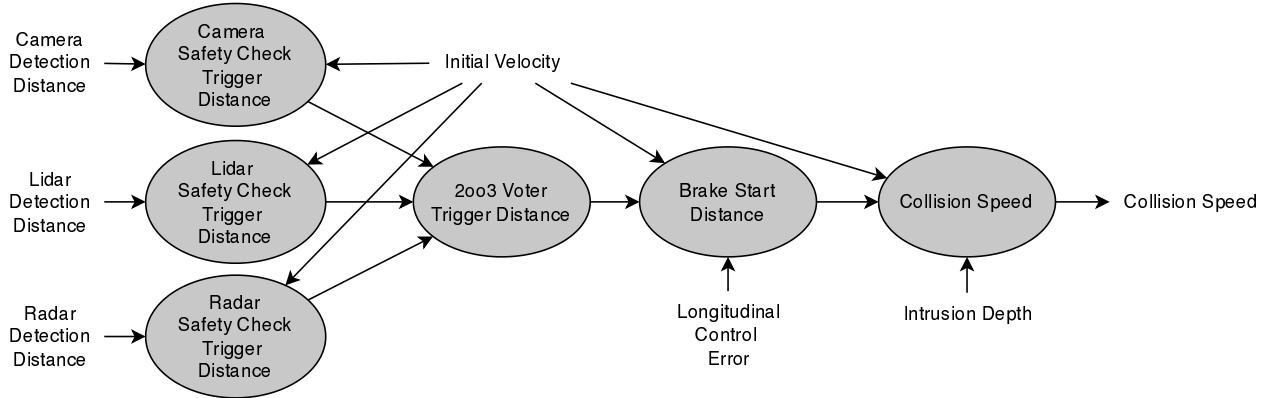 Camera
Detection
Distance
Camera
Safety Check
Trigger
Distance
Initial Velocity
Lidar
Detection
Distance
Lidar
Safety Check
Trigger
Distance
2oo3 Voter
Trigger Distance
Brake Start
Distance
Collision Speed
Collision Speed
Radar
Detection
Distance
Radar
Safety Check
Trigger
Distance
Longitudinal
Control
Error
Intrusion Depth